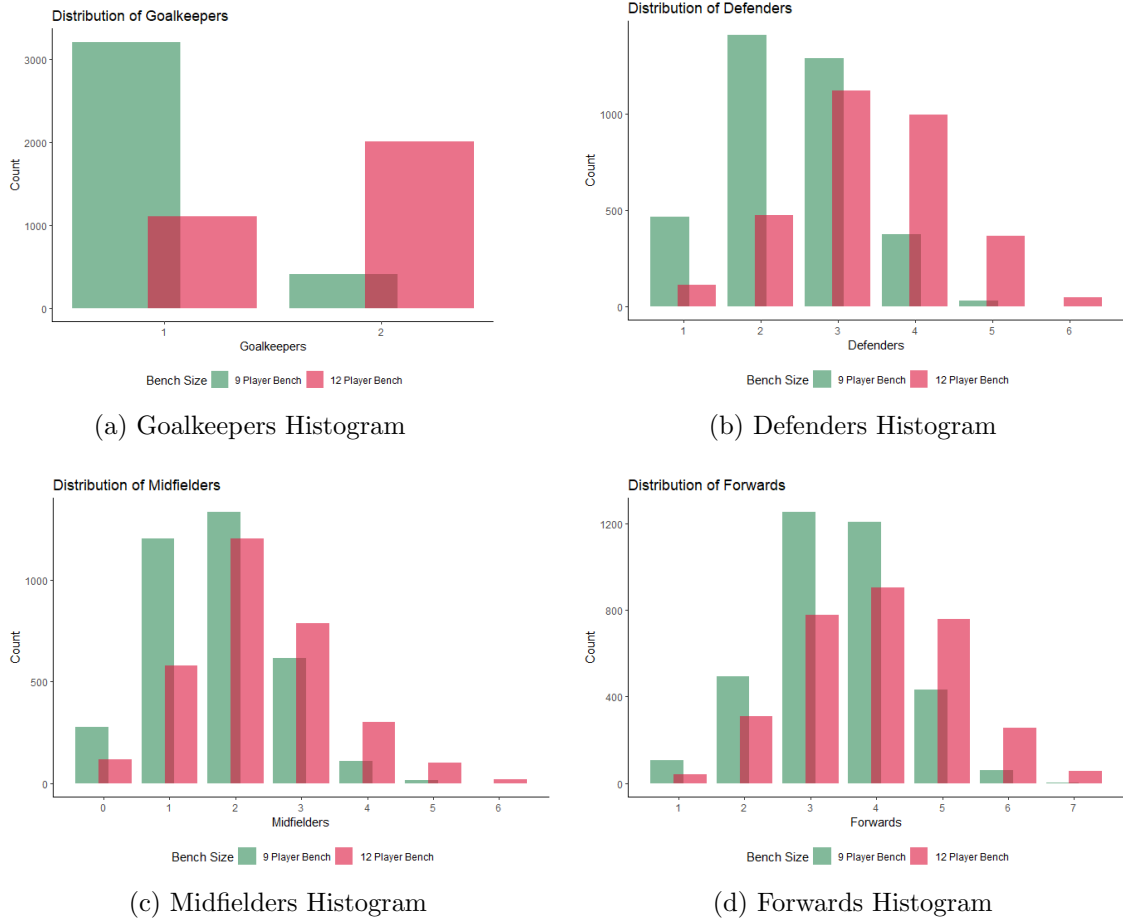 Distribution of Goalkeepers
3000
2000
1000
0
Count
1 2
Goalkeepers
Bench Size 9 Player Bench 12 Player Bench
(a) Goalkeepers Histogram
Distribution of Defenders
1000
500
0
Count
1 2 3 4 5 6
Defenders
Bench Size 9 Player Bench 12 Player Bench
(b) Defenders Histogram
Distribution of Midfielders
1000
500
0
Count
0 1 2 3 4 5 6
Midfielders
Bench Size 9 Player Bench 12 Player Bench
(c) Midfielders Histogram
Distribution of Forwards
1200
800
400
0
Count
1 2 3 4 5 6 7
Forwards
Bench Size 9 Player Bench 12 Player Bench
(d) Forwards Histogram